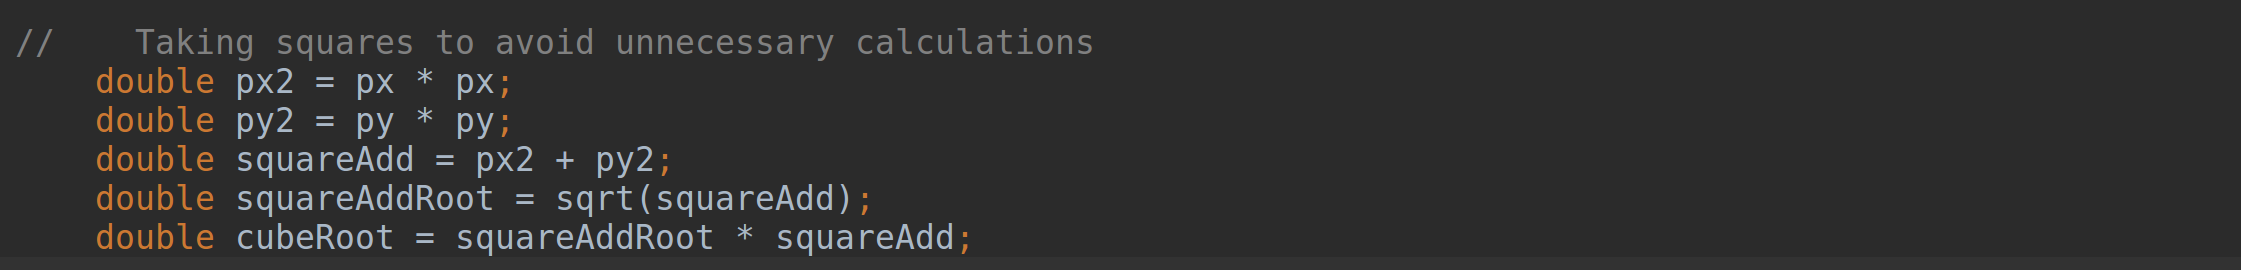 //    Taking squares to avoid unnecessary calculations
    double px2 = px * px;
    double py2 = py * py;
    double squareAdd = px2 + py2;
    double squareAddRoot = sqrt(squareAdd);
    double cubeRoot = squareAddRoot * squareAdd;